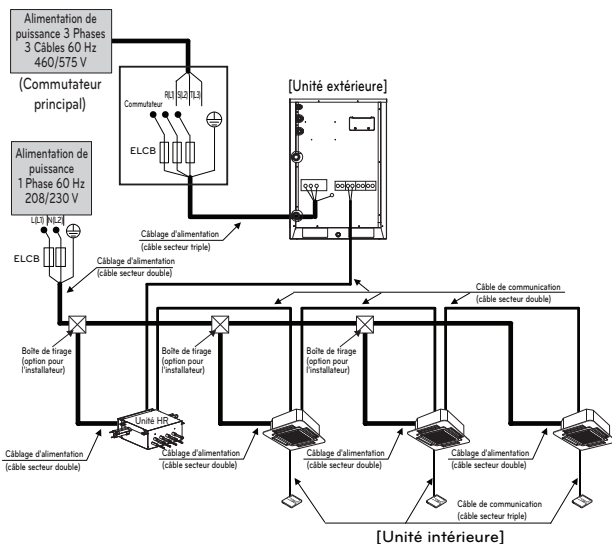 Alimentation de
puissance 3 Phases
3 Câbles 60 Hz
460/575 V
(Commutateur
principal)
R(L1) S(L2) T(L3)
Commutateur
ELCB
[Unité extérieure]
Alimentation de
puissance
1 Phase 60 Hz
208/230 V
L(L1) N(L2)
ELCB
Câblage d'alimentation
(câble secteur double)
Câblage d'alimentation
(câble secteur triple)
Câble de communication
(câble secteur double)
Boîte de tirage
(option pour
l'installateur)
Boîte de tirage
(option pour
l'installateur)
Boîte de tirage
(option pour
l'installateur)
Unité HR
Câblage d'alimentation
(câble secteur double)
Câblage d'alimentation
(câble secteur double)
Câblage d'alimentation
(câble secteur double)
Câblage d'alimentation
(câble secteur double)
Câble de communication
(câble secteur triple)
[Unité intérieure]